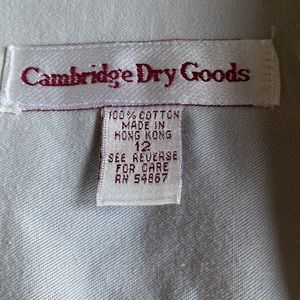 Cambridge Dry Goods
100% COTTON
MADE IN
HONG KONG
12
SEE REVERSE
FOR CARE
RN 54867